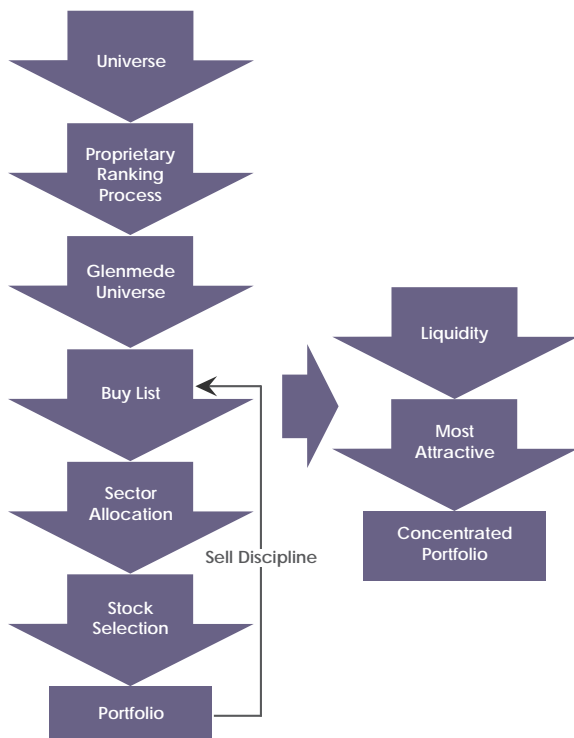 Universe
Proprietary
Ranking
Process
Glenmede
Universe
Buy List
Sector
Allocation
Sell Discipline
Stock
Selection
Portfolio
Liquidity
Most
Attractive
Concentrated
Portfolio